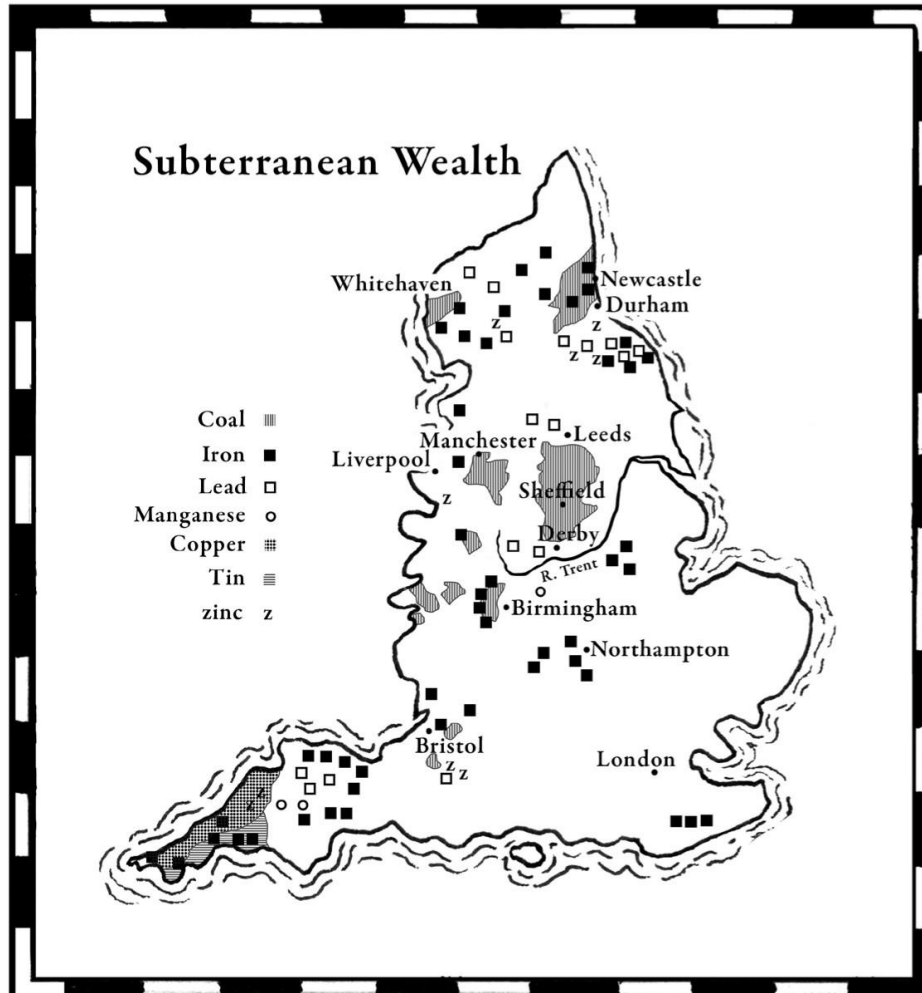 Subterranean Wealth
Whitehaven
Newcastle
Durham
z
z
z z
Coal
Iron
Lead
Manganese
Copper
Tin
zinc z
Leeds
Manchester
Liverpool
z
Sheffield
Derby
R. Trent
Birmingham
Northampton
Bristol
z
z
London
z
z